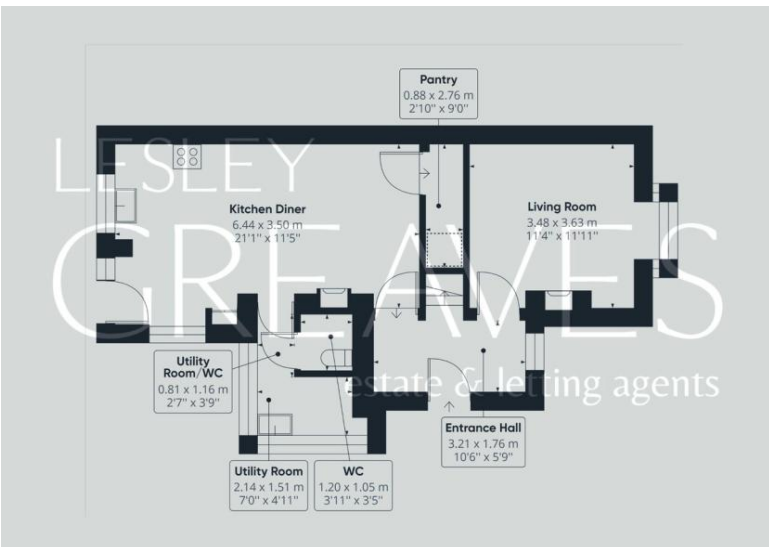 Pantry
0.88 x 2.76 m
2'10" x 9'0"
LESLEY
GREAVES
estate & letting agents
Kitchen Diner
6.44 x 3.50 m
21'1" x 11'5"
Living Room
3.48 x 3.63 m
11'4" x 11'11"
Utility
Room/WC
0.81 x 1.16 m
2'7" x 3'9"
Entrance Hall
3.21 x 1.76 m
10'6" x 5'9"
Utility Room
2.14 x 1.51 m
7'0" x 4'11"
WC
1.20 x 1.05 m
3'11" x 3'5"